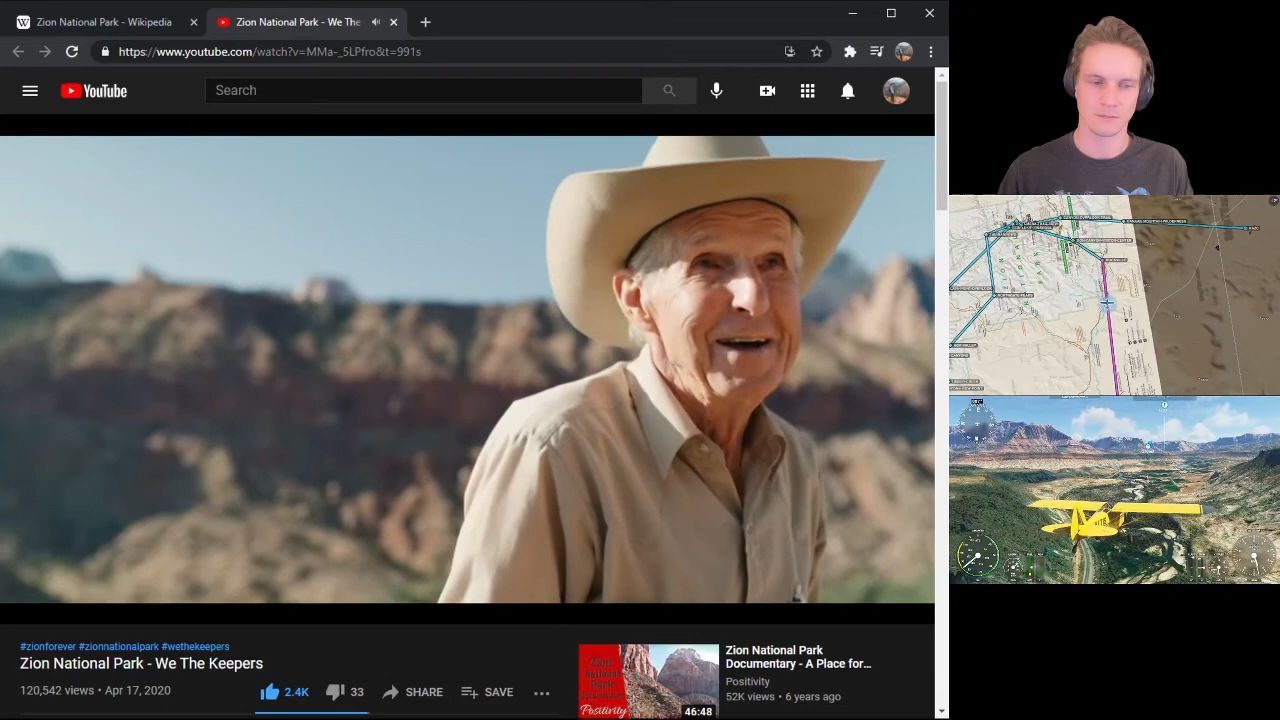 Zion National Park - Wikipedia
Zion National Park - We The
https://www.youtube.com/watch?v=MMa-_5LPfro&t=991s
YouTube
Search
#zionforever #zionnationalpark #wethekeepers
Zion National Park - We The Keepers
120,542 views • Apr 17, 2020
2.4K
33
SHARE
SAVE
Zion National Park
Positivity
46:48
Zion National Park
Documentary - A Place for...
Positivity
52K views • 6 years ago